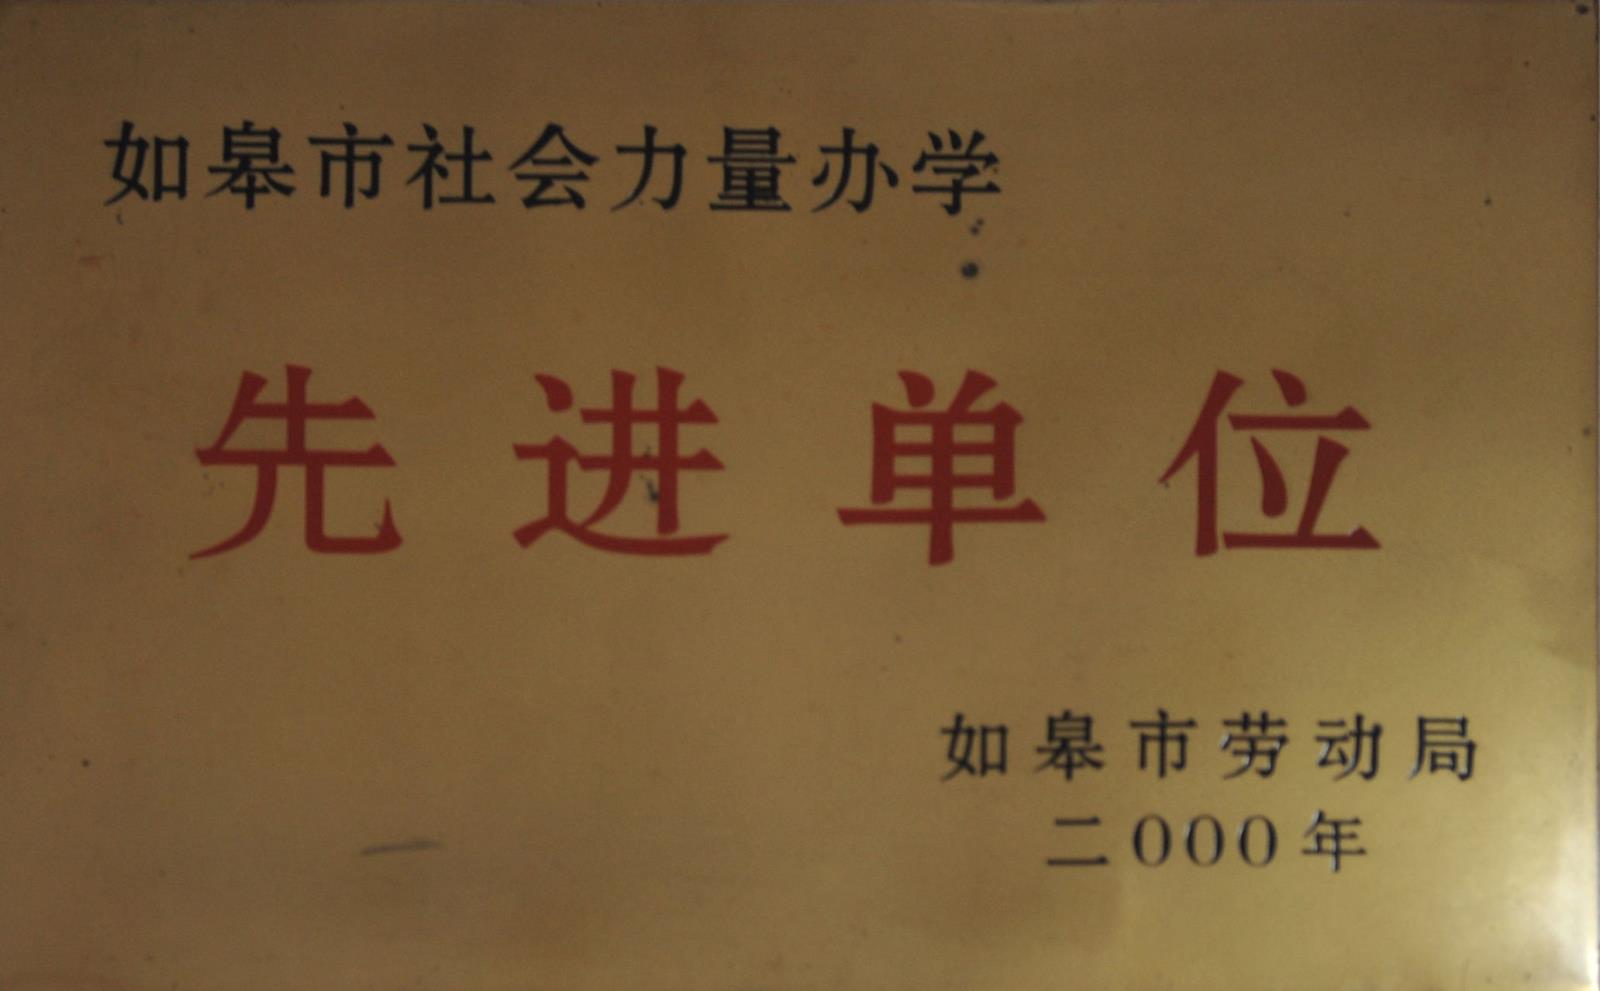 如皋市社会力量办学
先进单位
如皋市劳动局
二000年